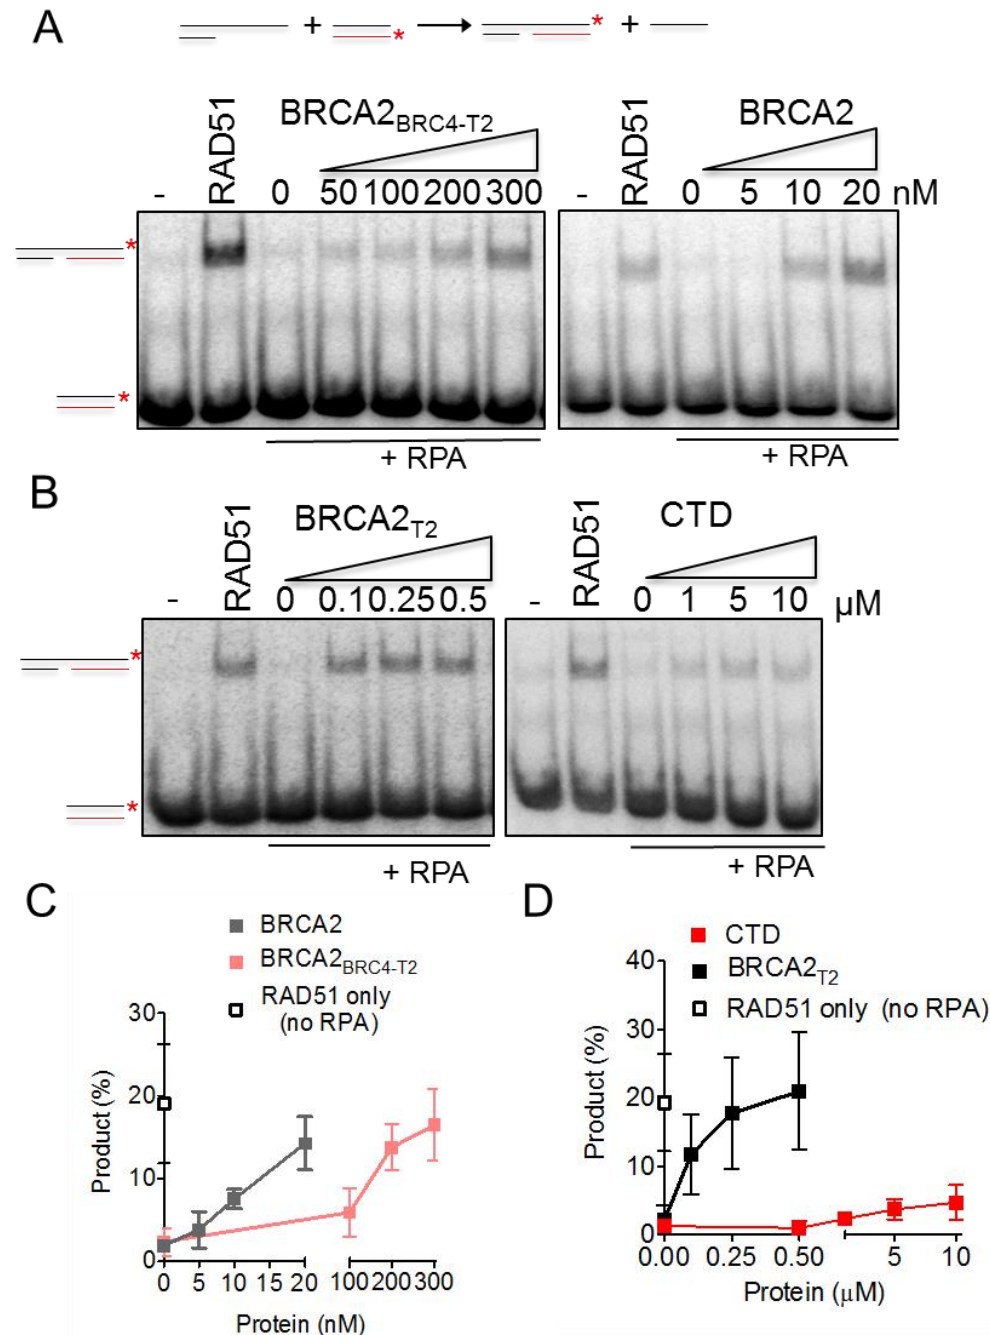 A
+ * → * +
RAD51 BRCA2BRC4-T2 RAD51 BRCA2
- 0 50 100 200 300 - 0 5 10 20 nM
*
*
+ RPA + RPA
B
RAD51 BRCA2T2 RAD51 CTD
- 0 0.10 0.25 0.5 - 0 1 5 10 µM
*
*
+ RPA + RPA
C
BRCA2
BRCA2BRC4-T2
RAD51 only
(no RPA)
30
20
10
0
Product (%)
0 5 10 15 20 100 200 300
Protein (nM)
D
CTD
BRCA2T2
RAD51 only (no RPA)
40
30
20
10
0
Product (%)
0.00 0.25 0.50 5 10
Protein (μM)